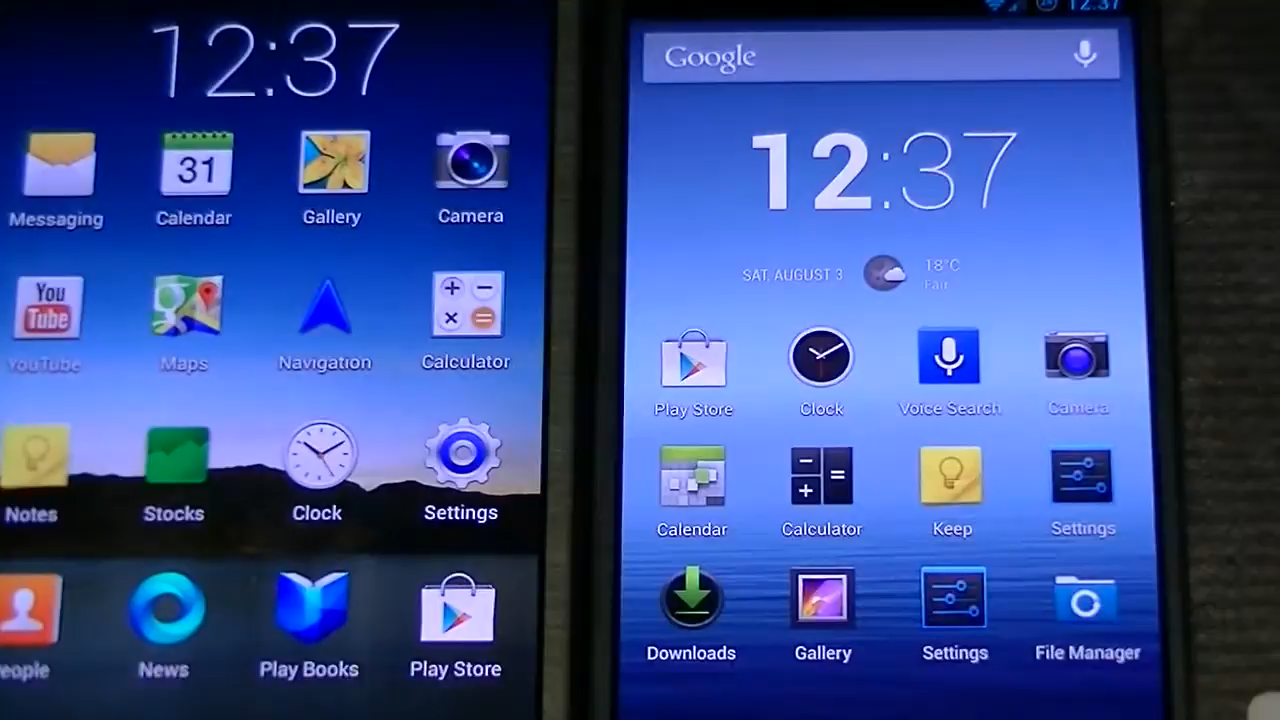 12:37
Messaging
Calendar
31
Gallery
Camera
You
Tube
YouTube
Maps
Navigation
Calculator
Notes
Stocks
Clock
Settings
eople
News
Play Books
Play Store
12:37
Google
12:37
SAT, AUGUST 3
18°C
Fair
Play Store
Clock
Voice Search
Camera
Calendar
Calculator
Keep
Settings
Downloads
Gallery
Settings
File Manager